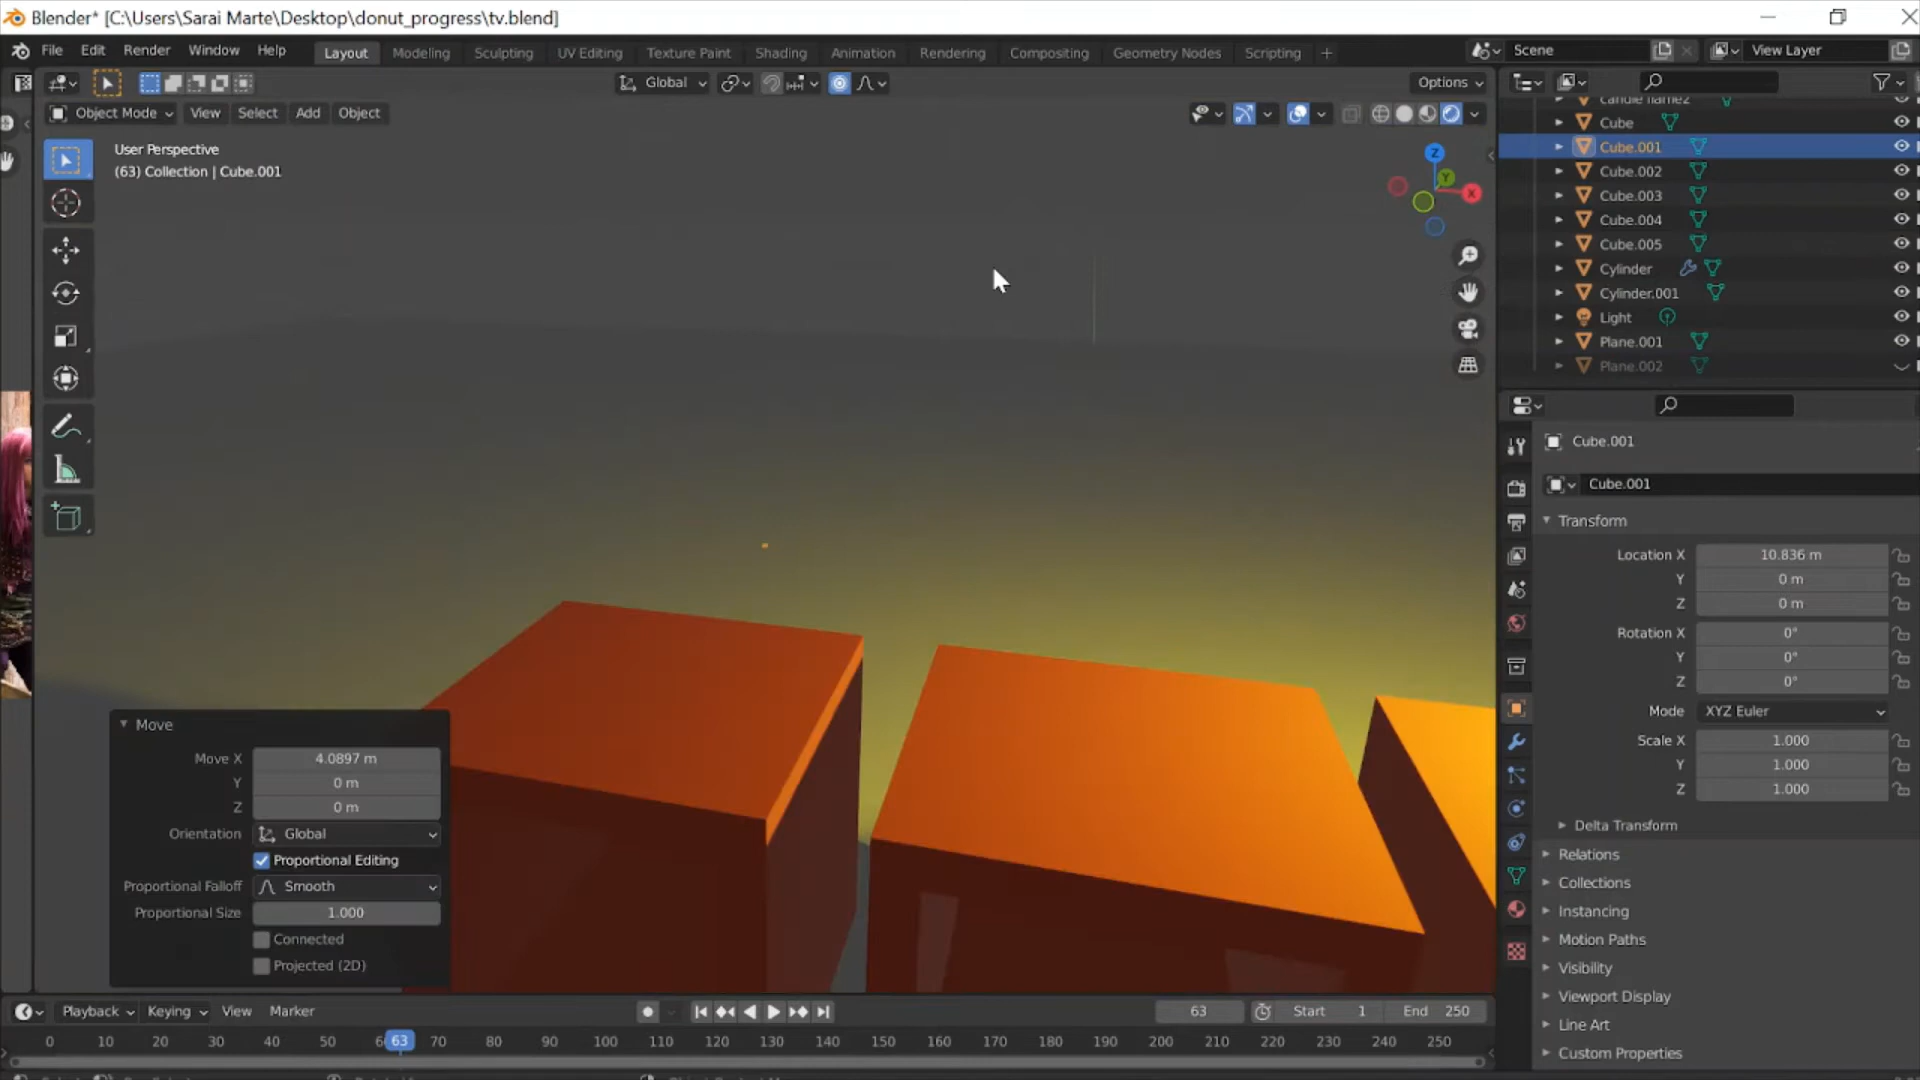 Blender* [C:\Users\Sarai Marte\Desktop\donut_progress\tv.blend]
File Edit Render Window Help Layout Modeling Sculpting UV Editing Texture Paint Shading Animation Rendering Compositing Geometry Nodes Scripting + Scene View Layer
Global Options
Object Mode View Select Add Object
User Perspective
(63) Collection | Cube.001
Z
Y
X
Cube
Cube.001
Cube.002
Cube.003
Cube.004
Cube.005
Cylinder
Cylinder.001
Light
Plane.001
Plane.002
Cube.001
Cube.001
Transform
Location X 10.836 m
Y 0 m
Z 0 m
Rotation X 0°
Y 0°
Z 0°
Mode XYZ Euler
Scale X 1.000
Y 1.000
Z 1.000
Delta Transform
Relations
Collections
Instancing
Motion Paths
Visibility
Viewport Display
Line Art
Custom Properties
Move
Move X 4.0897 m
Y 0 m
Z 0 m
Orientation Global
Proportional Editing
Proportional Falloff Smooth
Proportional Size 1.000
Connected
Projected (2D)
Playback Keying View Marker 63 Start 1 End 250
0 10 20 30 40 50 63 70 80 90 100 110 120 130 140 150 160 170 180 190 200 210 220 230 240 250